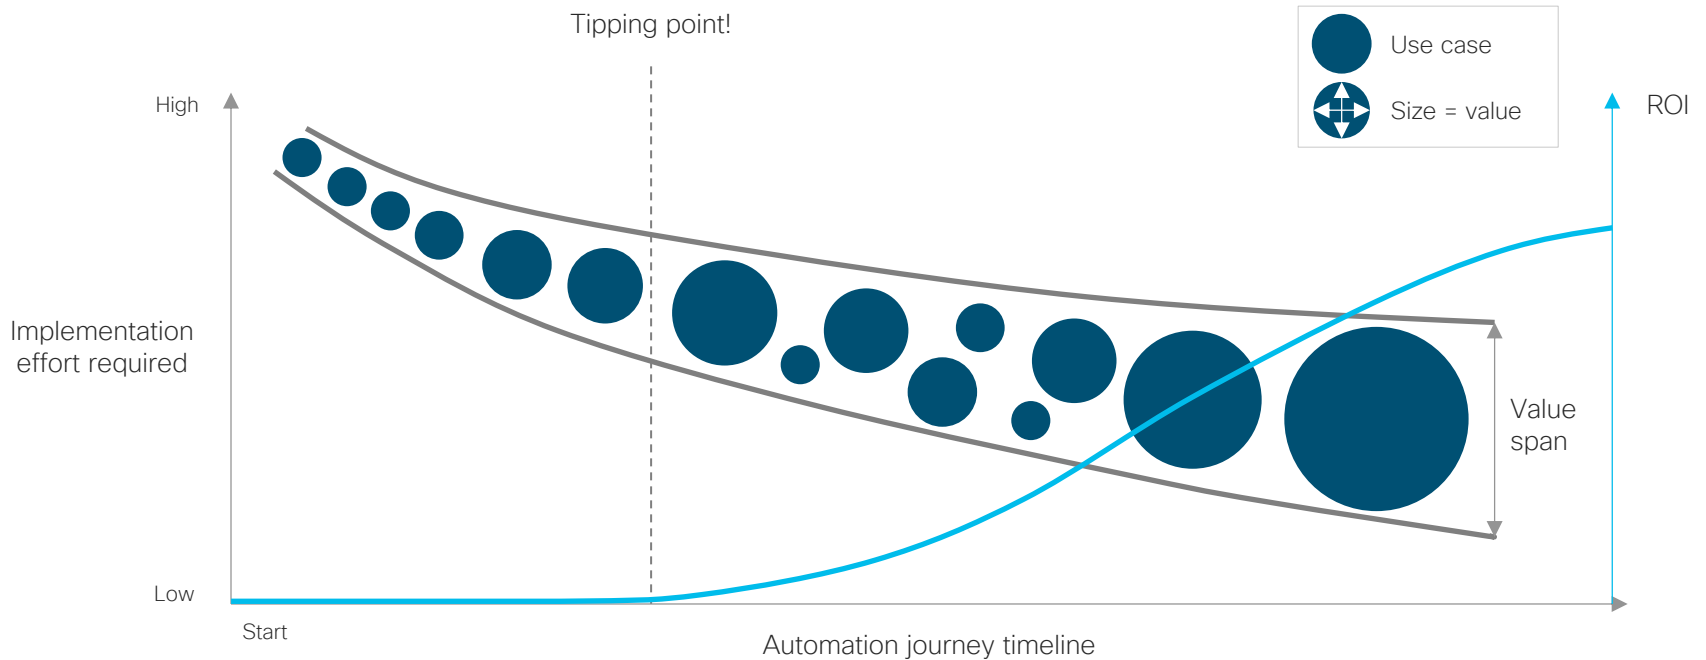 Tipping point!
Use case
Size = value
High
ROI
Implementation
effort required
Value
span
Low
Start
Automation journey timeline